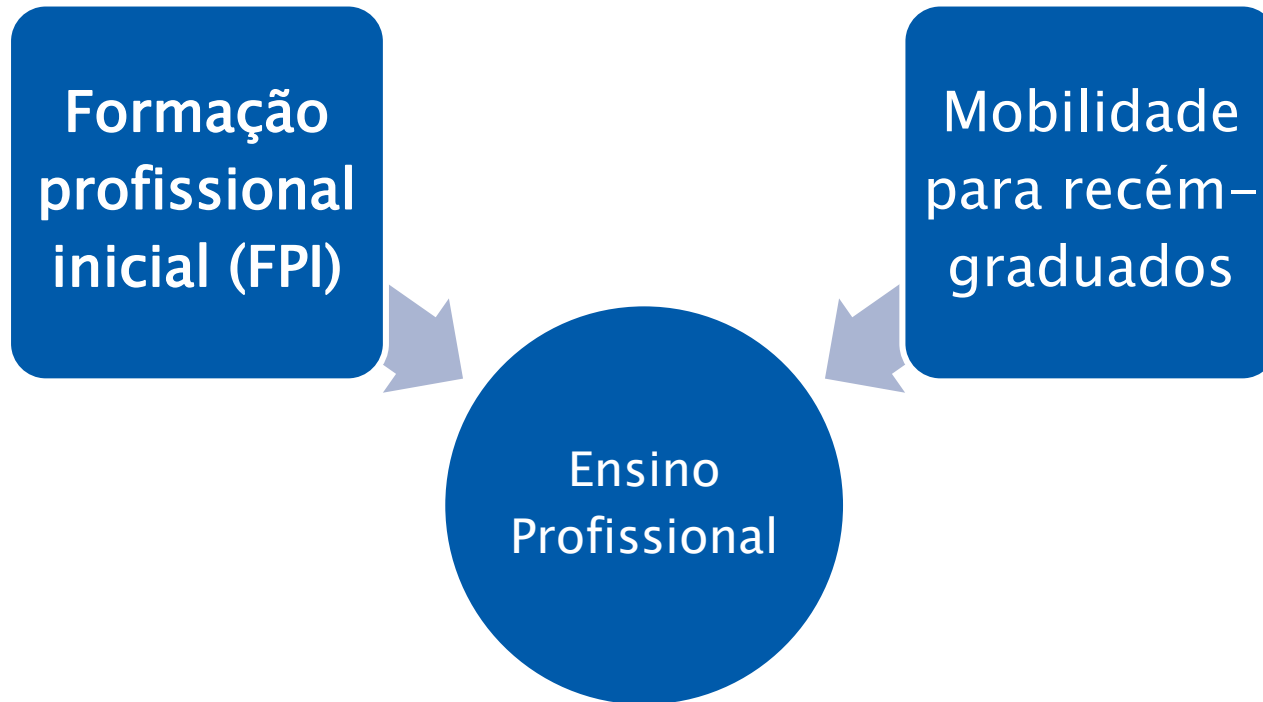 Formação
profissional
inicial (FPI)
Mobilidade
para recém-
graduados
Ensino
Profissional